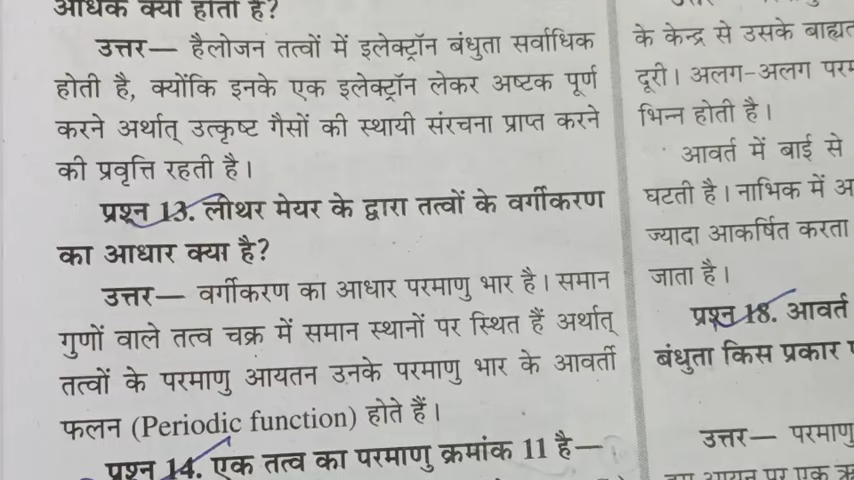 अधिक क्यों होती है?
उत्तर— हैलोजन तत्वों में इलेक्ट्रॉन बंधुता सर्वाधिक
होती है, क्योंकि इनके एक इलेक्ट्रॉन लेकर अष्टक पूर्ण
करने अर्थात् उत्कृष्ट गैसों की स्थायी संरचना प्राप्त करने
की प्रवृत्ति रहती है।
प्रश्न 13. लोथर मेयर के द्वारा तत्वों के वर्गीकरण
का आधार क्या है?
उत्तर— वर्गीकरण का आधार परमाणु भार है। समान
गुणों वाले तत्व चक्र में समान स्थानों पर स्थित हैं अर्थात्
तत्वों के परमाणु आयतन उनके परमाणु भार के आवर्ती
फलन (Periodic function) होते हैं।
प्रश्न 14. एक तत्व का परमाणु क्रमांक 11 है—
के केन्द्र से उसके
दूरी। अलग-अलग
भिन्न होती है।
आवर्त में बाई से
घटती है। नाभिक में
ज्यादा आकर्षित करता
जाता है।
प्रश्न 18. आवर्त
बंधुता किस प्रकार
उत्तर— परमाणु